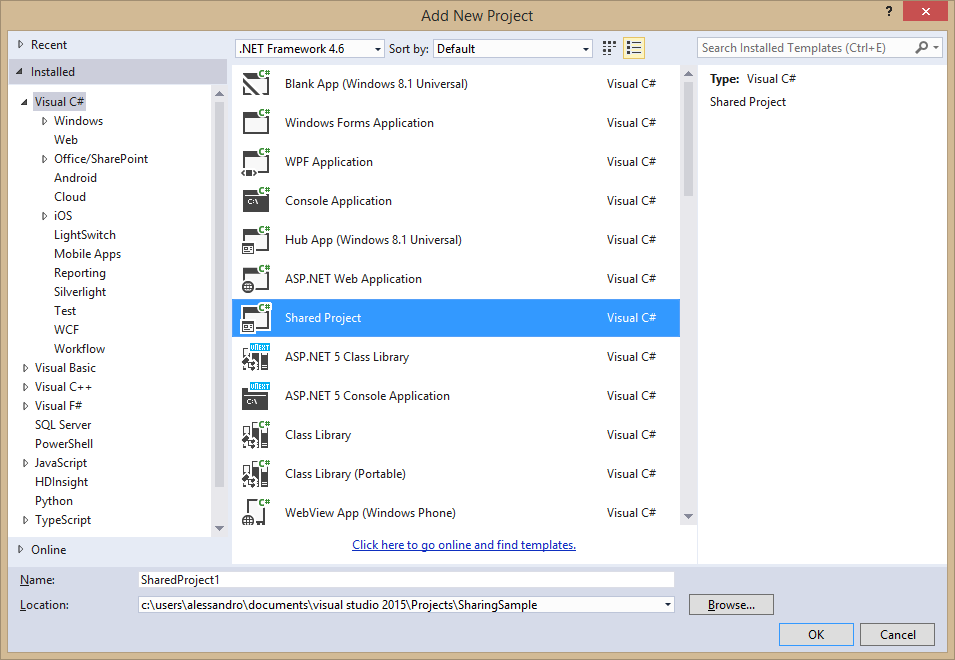 Add New Project
? ×
Recent
Installed
Visual C#
Windows
Web
Office/SharePoint
Android
Cloud
iOS
LightSwitch
Mobile Apps
Reporting
Silverlight
Test
WCF
Workflow
Visual Basic
Visual C++
Visual F#
SQL Server
PowerShell
JavaScript
HDInsight
Python
TypeScript
Online
.NET Framework 4.6 Sort by: Default
Blank App (Windows 8.1 Universal) Visual C#
Windows Forms Application Visual C#
WPF Application Visual C#
Console Application Visual C#
Hub App (Windows 8.1 Universal) Visual C#
ASP.NET Web Application Visual C#
Shared Project Visual C#
ASP.NET 5 Class Library Visual C#
ASP.NET 5 Console Application Visual C#
Class Library Visual C#
Class Library (Portable) Visual C#
WebView App (Windows Phone) Visual C#
Click here to go online and find templates.
Search Installed Templates (Ctrl+E)
Type: Visual C#
Shared Project
Name: SharedProject1
Location: c:\users\alessandro\documents\visual studio 2015\Projects\SharingSample
Browse...
OK Cancel